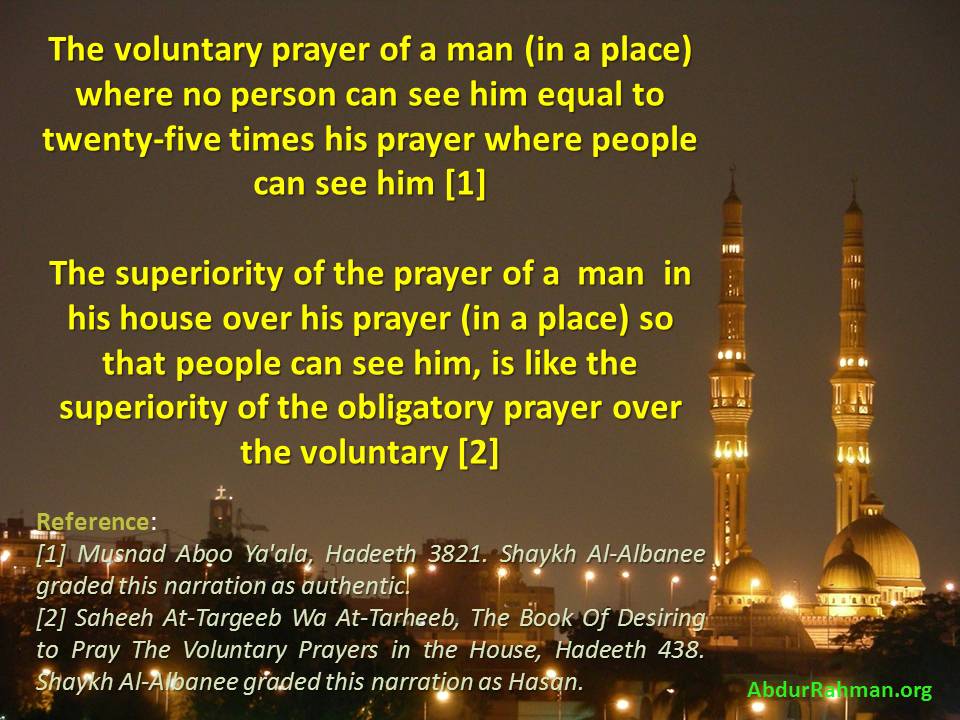 The voluntary prayer of a man (in a place)
where no person can see him equal to
twenty-five times his prayer where people
can see him [1]
The superiority of the prayer of a man in
his house over his prayer (in a place) so
that people can see him, is like the
superiority of the obligatory prayer over
the voluntary [2]
Reference:
[1] Musnad Aboo Ya'ala, Hadeeth 3821. Shaykh Al-Albanee
graded this narration as authentic.
[2] Saheeh At-Targeeb Wa At-Tarheeb, The Book Of Desiring
to Pray The Voluntary Prayers in the House, Hadeeth 438.
Shaykh Al-Albanee graded this narration as Hasan.
AbdurRahman.org